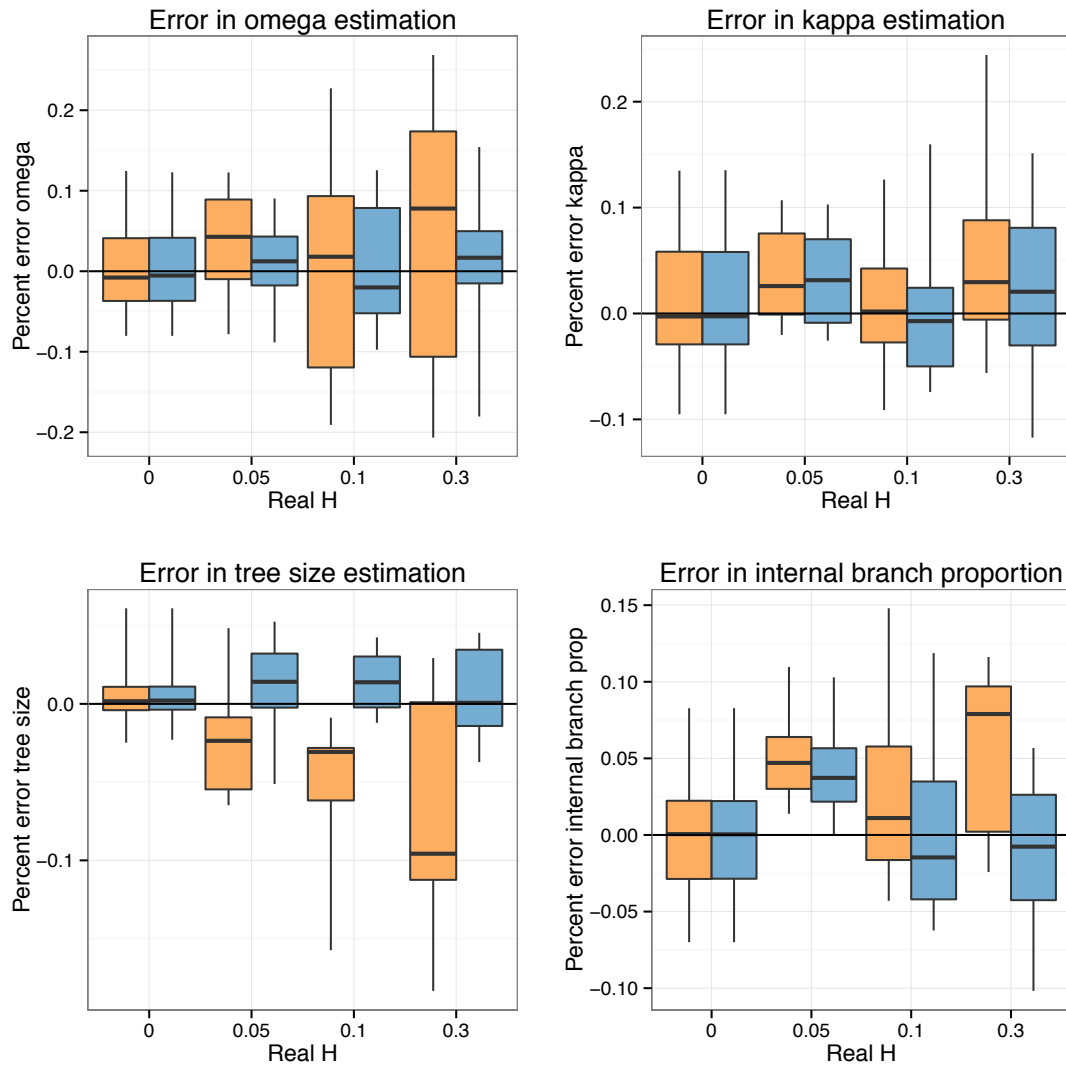 Error in omega estimation
Percent error omega
0.2
0.1
0.0
−0.1
−0.2
0 0.05 0.1 0.3
Real H
Error in kappa estimation
Percent error kappa
0.2
0.1
0.0
−0.1
0 0.05 0.1 0.3
Real H
Error in tree size estimation
Percent error tree size
0.0
−0.1
0 0.05 0.1 0.3
Real H
Error in internal branch proportion
Percent error internal branch prop
0.15
0.10
0.05
0.00
−0.05
−0.10
0 0.05 0.1 0.3
Real H